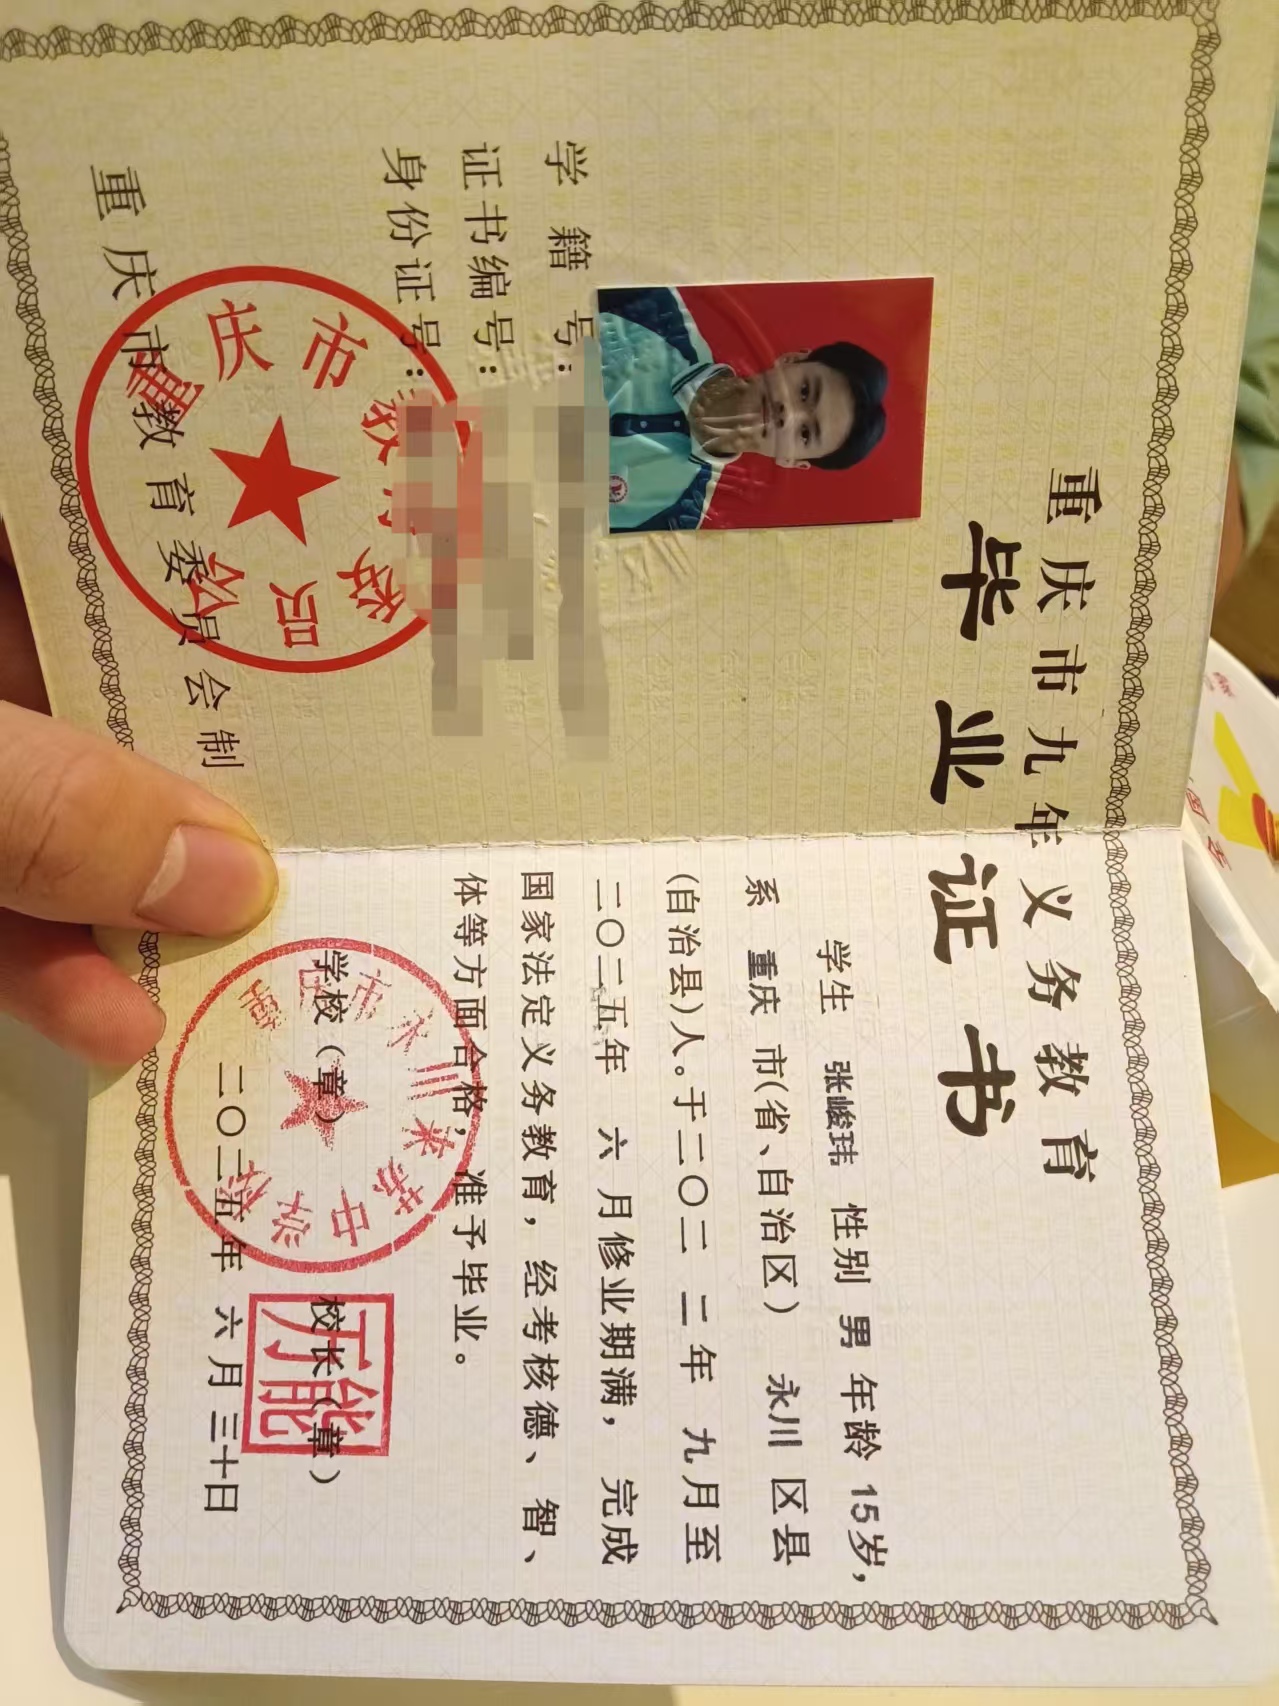 重庆市九年义务教育
毕业证书
学籍号：
证书编号：
身份证号：
重庆市教育委员会制
重庆市教育委员会
学生 张峻玮 性别 男 年龄 15岁，
系 重庆 市(省、自治区） 永川 区县
(自治县)人。于二〇二 二 年 九月至
二〇二五年 六 月修业期满， 完成
国家法定义务教育，经考核德、智、
体等方面合格，准予毕业。
学校（章） 校长（章）
二〇二五年 六 月 三十日